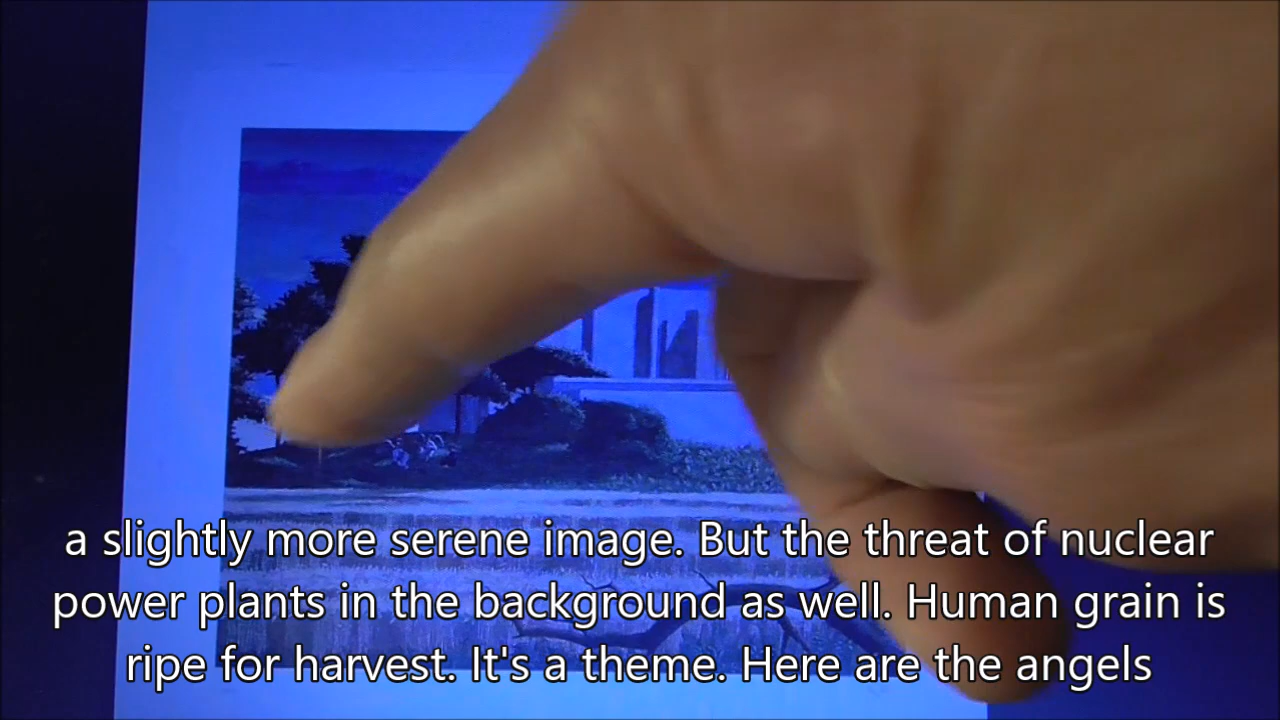 a slightly more serene image. But the threat of nuclear
power plants in the background as well. Human grain is
ripe for harvest. It's a theme. Here are the angels